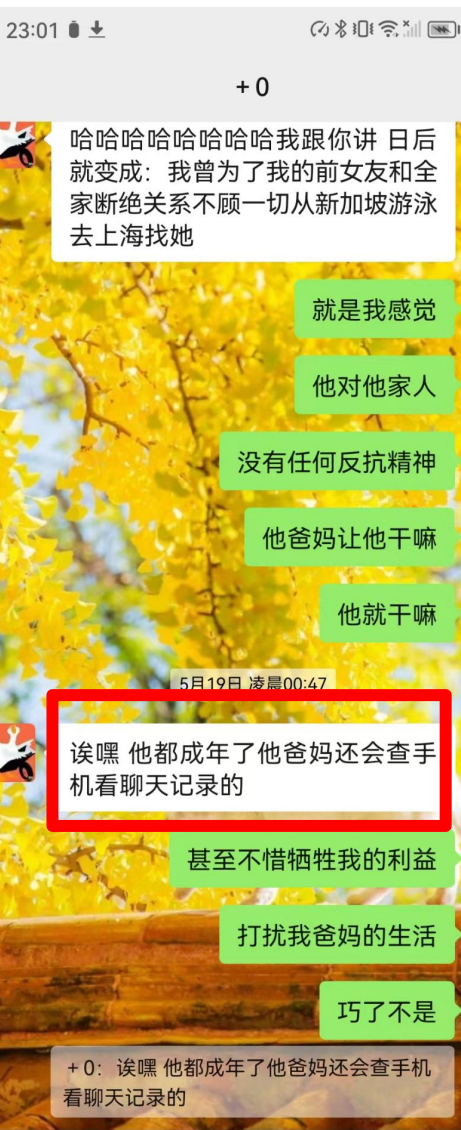 23:01
+0
哈哈哈哈哈哈哈哈我跟你讲 日后
就变成：我曾为了我的前女友和全
家断绝关系不顾一切从新加坡游泳
去上海找她
就是我感觉
他对他家人
没有任何反抗精神
他爸妈让他干嘛
他就干嘛
5月19日 凌晨00:47
诶嘿 他都成年了他爸妈还会查手
机看聊天记录的
甚至不惜牺牲我的利益
打扰我爸妈的生活
巧了不是
+0：诶嘿 他都成年了他爸妈还会查手机
看聊天记录的